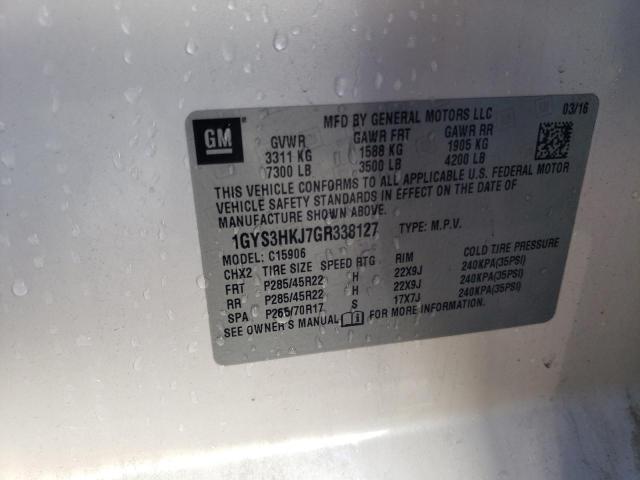 GM
MFD BY GENERAL MOTORS LLC
03/16
GVWR GAWR FRT GAWR RR
3311 KG 1588 KG 1905 KG
7300 LB 3500 LB 4200 LB
THIS VEHICLE CONFORMS TO ALL APPLICABLE U.S. FEDERAL MOTOR
VEHICLE SAFETY STANDARDS IN EFFECT ON THE DATE OF
MANUFACTURE SHOWN ABOVE.
1GYS3HKJ7GR338127 TYPE: M.P.V.
MODEL: C15906
CHX2 TIRE SIZE SPEED RTG RIM COLD TIRE PRESSURE
FRT P285/45R22 H 22X9J 240KPA(35PSI)
RR P285/45R22 H 22X9J 240KPA(35PSI)
SPA P265/70R17 S 17X7J 240KPA(35PSI)
SEE OWNER'S MANUAL FOR MORE INFORMATION.